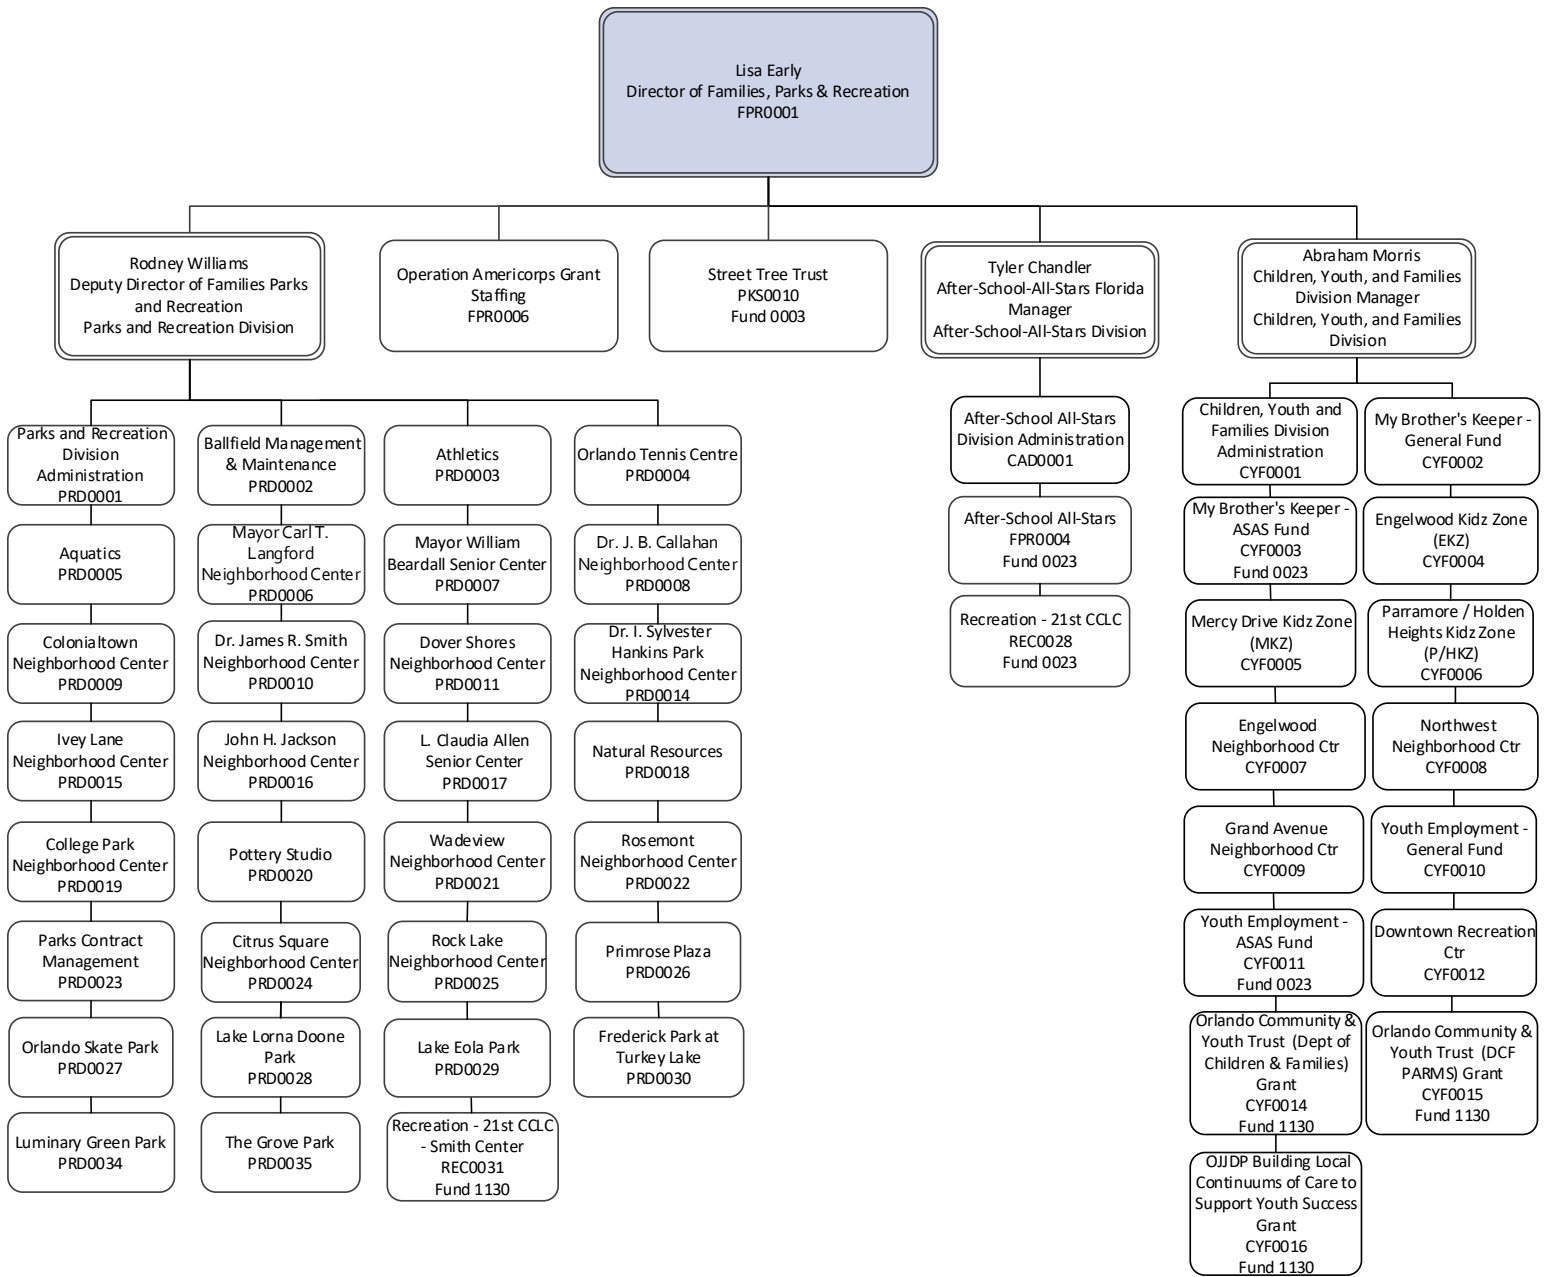 Lisa Early
Director of Families, Parks & Recreation
FPR0001
Rodney Williams
Deputy Director of Families Parks
and Recreation
Parks and Recreation Division
Operation Americorps Grant
Staffing
FPR0006
Street Tree Trust
PKS0010
Fund 0003
Tyler Chandler
After-School-All-Stars Florida
Manager
After-School-All-Stars Division
Abraham Morris
Children, Youth, and Families
Division Manager
Children, Youth, and Families
Division
Parks and Recreation
Division
Administration
PRD0001
Ballfield Management
& Maintenance
PRD0002
Athletics
PRD0003
Orlando Tennis Centre
PRD0004
After-School All-Stars
Division Administration
CAD0001
Children, Youth and
Families Division
Administration
CYF0001
My Brother's Keeper -
General Fund
CYF0002
Aquatics
PRD0005
Mayor Carl T.
Langford
Neighborhood Center
PRD0006
Mayor William
Beardall Senior Center
PRD0007
Dr. J. B. Callahan
Neighborhood Center
PRD0008
After-School All-Stars
FPR0004
Fund 0023
My Brother's Keeper -
ASAS Fund
CYF0003
Fund 0023
Engelwood Kidz Zone
(EKZ)
CYF0004
Colonialtown
Neighborhood Center
PRD0009
Dr. James R. Smith
Neighborhood Center
PRD0010
Dover Shores
Neighborhood Center
PRD0011
Dr. I. Sylvester
Hankins Park
Neighborhood Center
PRD0014
Recreation - 21st CCLC
REC0028
Fund 0023
Mercy Drive Kidz Zone
(MKZ)
CYF0005
Parramore / Holden
Heights Kidz Zone
(P/HKZ)
CYF0006
Ivey Lane
Neighborhood Center
PRD0015
John H. Jackson
Neighborhood Center
PRD0016
L. Claudia Allen
Senior Center
PRD0017
Natural Resources
PRD0018
Engelwood
Neighborhood Ctr
CYF0007
Northwest
Neighborhood Ctr
CYF0008
College Park
Neighborhood Center
PRD0019
Pottery Studio
PRD0020
Wadeview
Neighborhood Center
PRD0021
Rosemont
Neighborhood Center
PRD0022
Grand Avenue
Neighborhood Ctr
CYF0009
Youth Employment -
General Fund
CYF0010
Parks Contract
Management
PRD0023
Citrus Square
Neighborhood Center
PRD0024
Rock Lake
Neighborhood Center
PRD0025
Primrose Plaza
PRD0026
Youth Employment -
ASAS Fund
CYF0011
Fund 0023
Downtown Recreation
Ctr
CYF0012
Orlando Skate Park
PRD0027
Lake Lorna Doone
Park
PRD0028
Lake Eola Park
PRD0029
Frederick Park at
Turkey Lake
PRD0030
Orlando Community &
Youth Trust (Dept of
Children & Families)
Grant
CYF0014
Fund 1130
Orlando Community &
Youth Trust (DCF
PARMS) Grant
CYF0015
Fund 1130
Luminary Green Park
PRD0034
The Grove Park
PRD0035
Recreation - 21st CCLC
- Smith Center
REC0031
Fund 1130
OJJDP Building Local
Continuums of Care to
Support Youth Success
Grant
CYF0016
Fund 1130